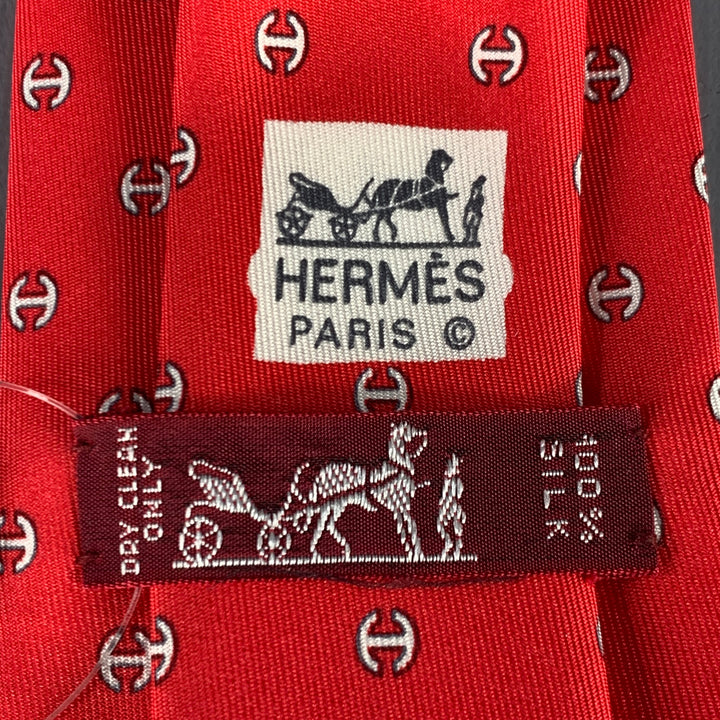 HERMÈS
PARIS ©
DRY CLEAN
ONLY
100%
SILK